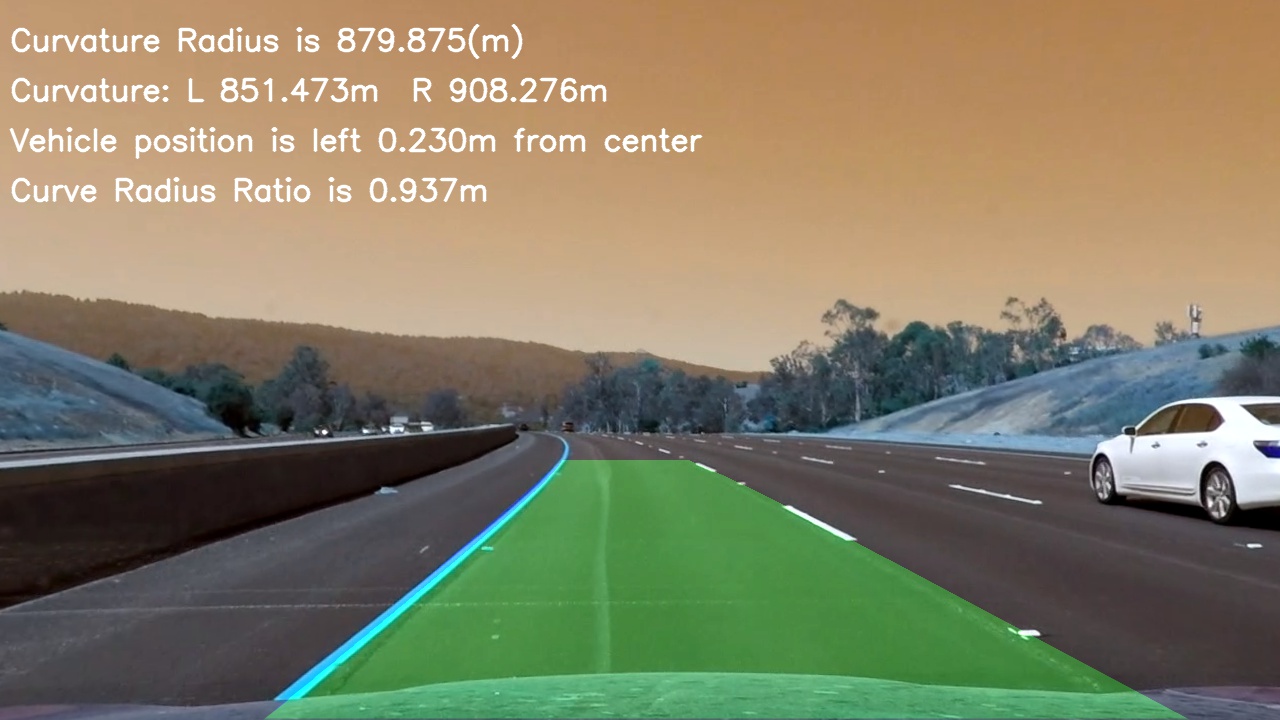 Curvature Radius is 879.875(m)
Curvature: L 851.473m R 908.276m
Vehicle position is left 0.230m from center
Curve Radius Ratio is 0.937m